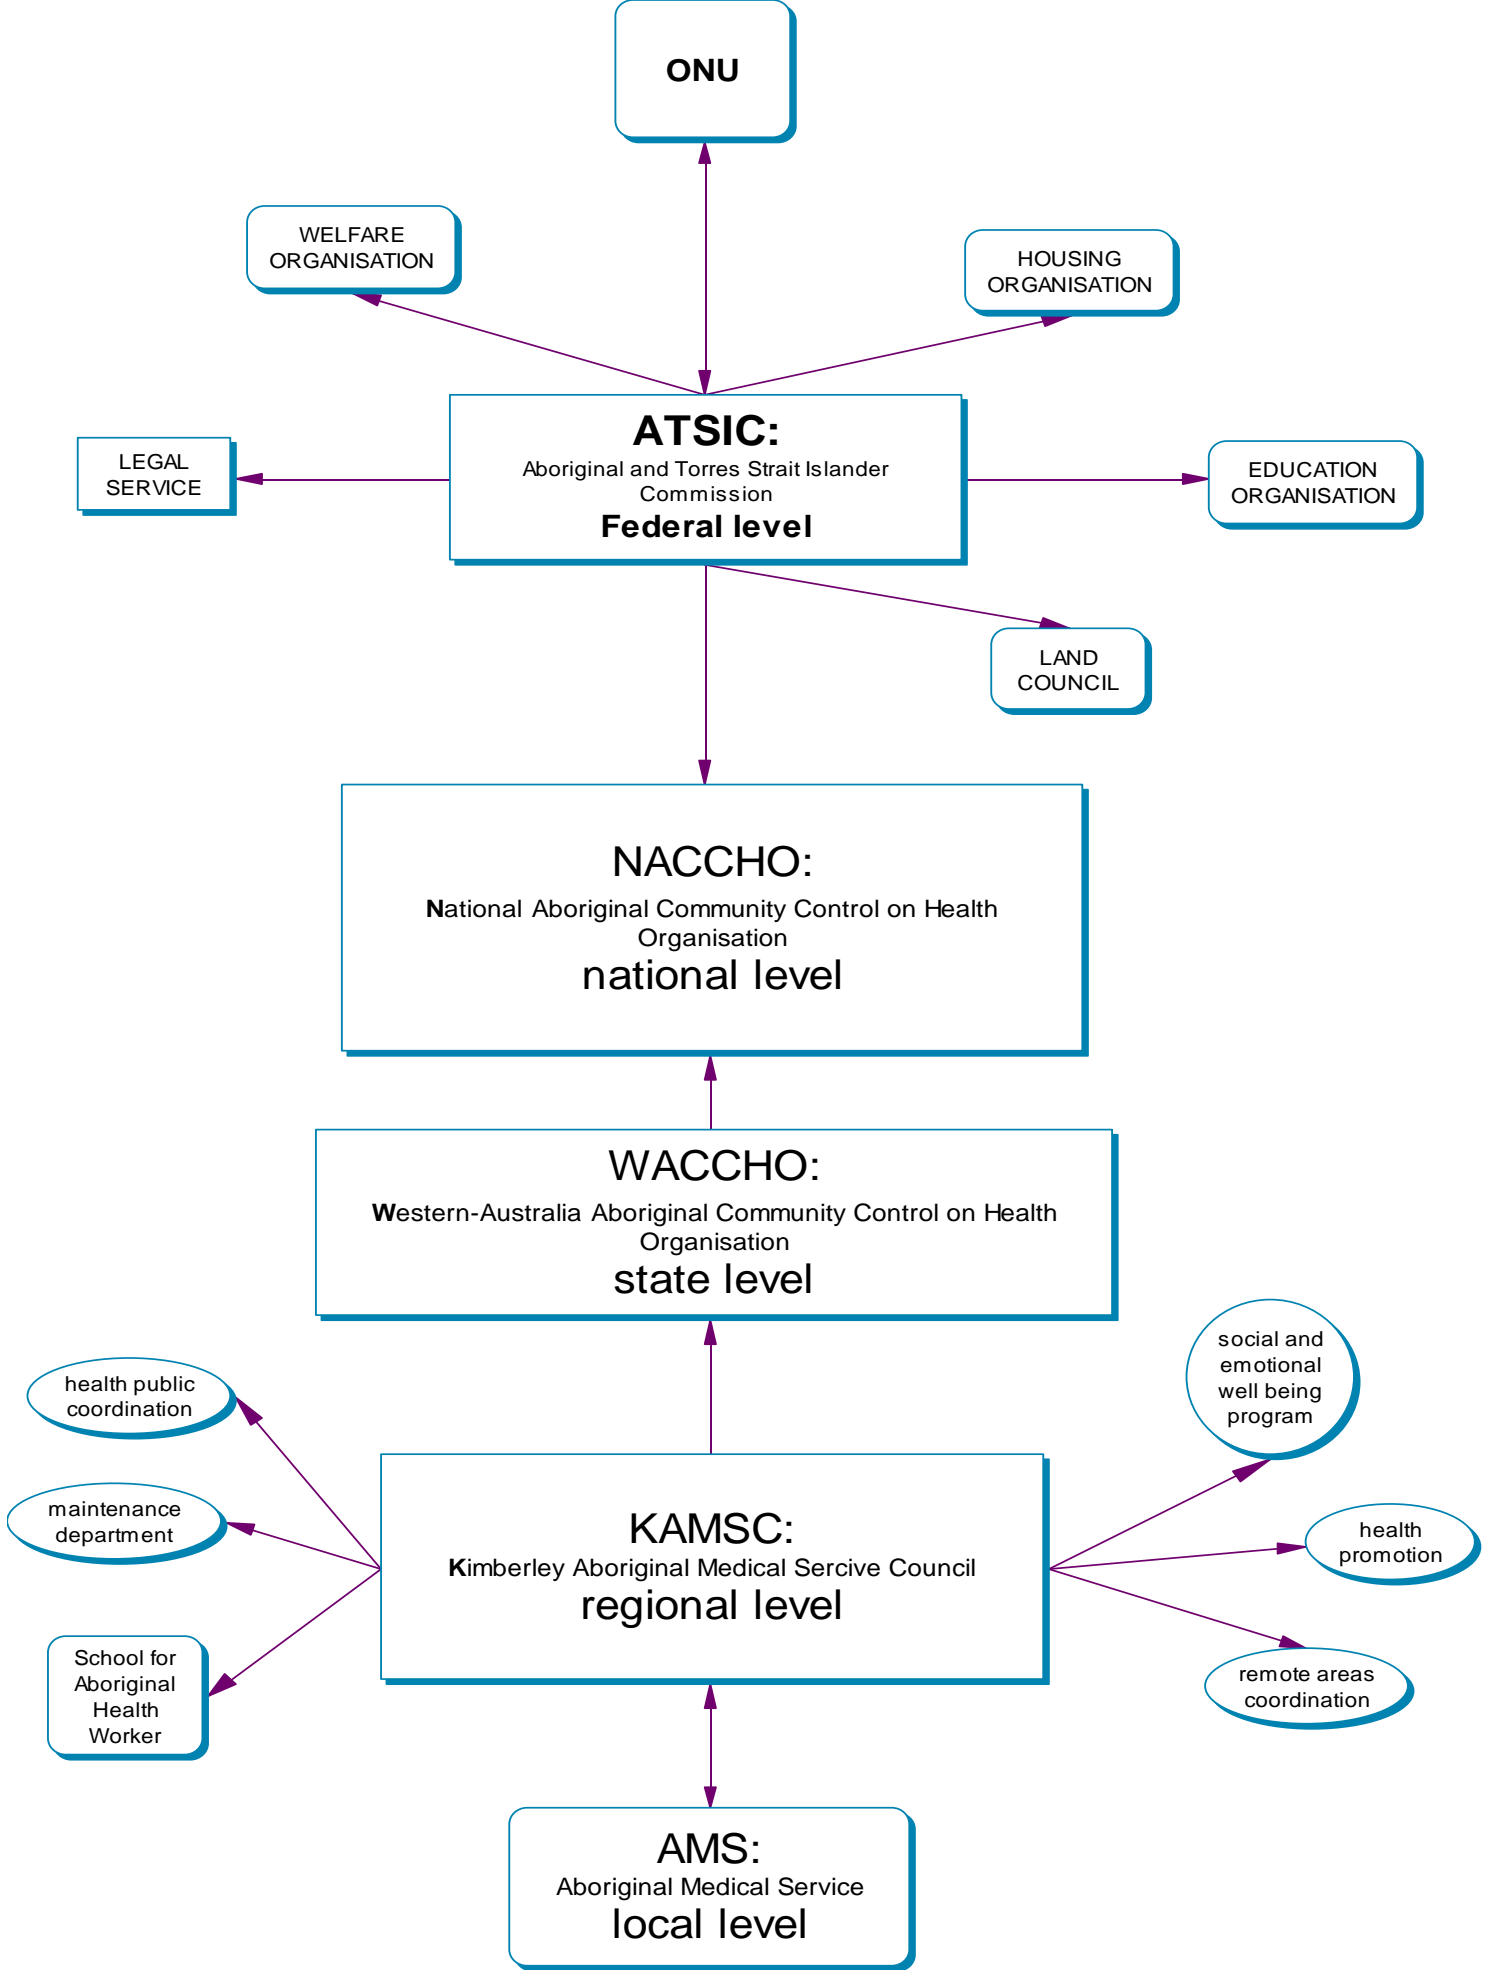 ONU
WELFARE
ORGANISATION
HOUSING
ORGANISATION
ATSIC:
Aboriginal and Torres Strait Islander
Commission
Federal level
LEGAL
SERVICE
EDUCATION
ORGANISATION
LAND
COUNCIL
NACCHO:
National Aboriginal Community Control on Health
Organisation
national level
WACCHO:
Western-Australia Aboriginal Community Control on Health
Organisation
state level
social and
emotional
well being
program
health public
coordination
maintenance
department
KAMSC:
Kimberley Aboriginal Medical Sercive Council
regional level
health
promotion
School for
Aboriginal
Health
Worker
remote areas
coordination
AMS:
Aboriginal Medical Service
local level